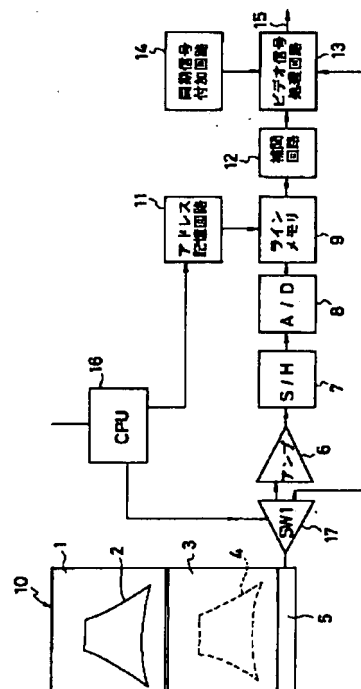 10
1
2
3
4
5
SW1
17
アンプ
6
S/H
7
A/D
8
ライン
メモリ
9
アドレス
記憶回路
11
補間
回路
12
ビデオ信号
処理回路
13
同期信号
付加回路
14
15
CPU
16